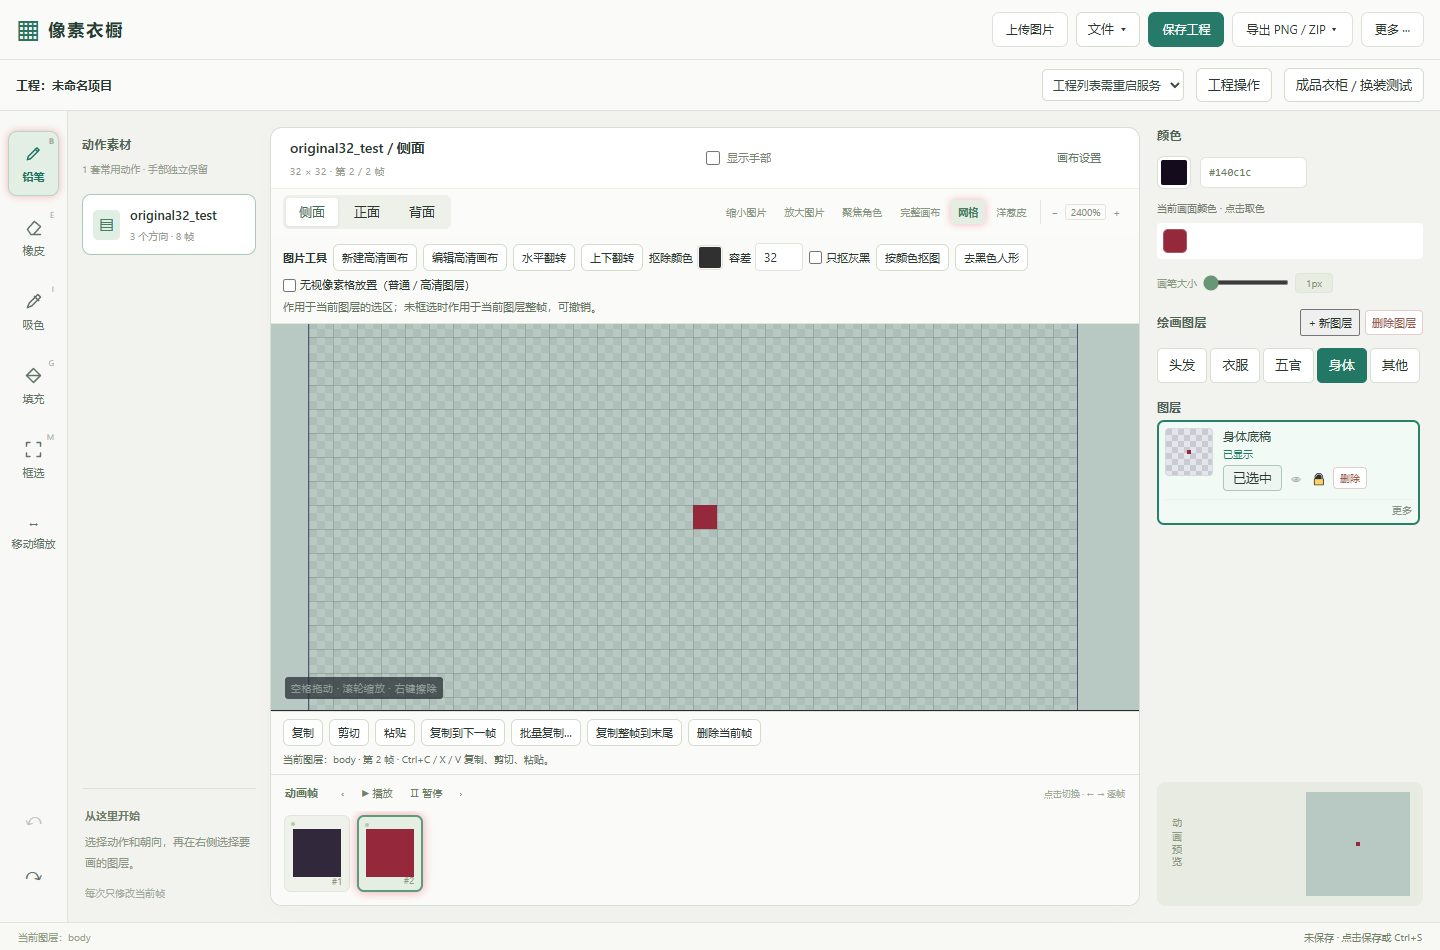 像素衣橱
上传图片
文件 ▾
保存工程
导出 PNG / ZIP ▾
更多 ···
工程：未命名项目
工程列表需重启服务
工程操作
成品衣柜 / 换装测试
B
铅笔
E
橡皮
I
吸色
G
填充
M
框选
↔
移动缩放
动作素材
1 套常用动作 · 手部独立保留
original32_test
3 个方向 · 8 帧
从这里开始
选择动作和朝向，再在右侧选择要
画的图层。
每次只修改当前帧
original32_test / 侧面
32 × 32 · 第 2 / 2 帧
显示手部
画布设置
侧面
正面
背面
缩小图片
放大图片
聚焦角色
完整画布
网格
洋葱皮
− 2400% +
图片工具
新建高清画布
编辑高清画布
水平翻转
上下翻转
抠除颜色
容差
32
只抠灰黑
按颜色抠图
去黑色人形
无视像素格放置（普通 / 高清图层）
作用于当前图层的选区；未框选时作用于当前图层整帧，可撤销。
空格拖动 · 滚轮缩放 · 右键擦除
复制
剪切
粘贴
复制到下一帧
批量复制...
复制整帧到末尾
删除当前帧
当前图层：body · 第 2 帧 · Ctrl+C / X / V 复制、剪切、粘贴。
动画帧
‹
▶ 播放
⏸ 暂停
›
点击切换 · ← → 逐帧
#1
#2
颜色
#140c1c
当前画面颜色 · 点击取色
画笔大小
1px
绘画图层
+ 新图层
删除图层
头发
衣服
五官
身体
其他
图层
身体底稿
已显示
已选中
删除
更多
动
画
预
览
当前图层：body
未保存 · 点击保存或 Ctrl+S